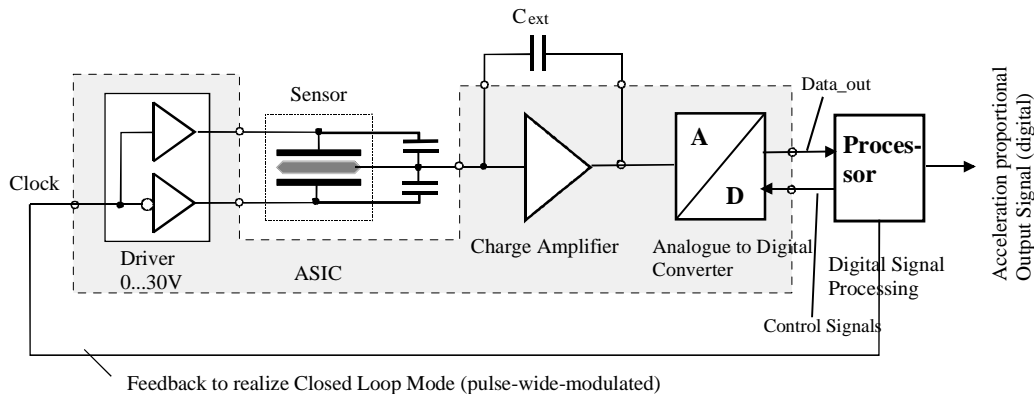 C_ext
Sensor
Data_out
A
D
Proces-
sor
Clock
Driver
0...30V
ASIC
Charge Amplifier
Analogue to Digital
Converter
Digital Signal
Processing
Control Signals
Acceleration proportional
Output Signal (digital)
Feedback to realize Closed Loop Mode (pulse-wide-modulated)